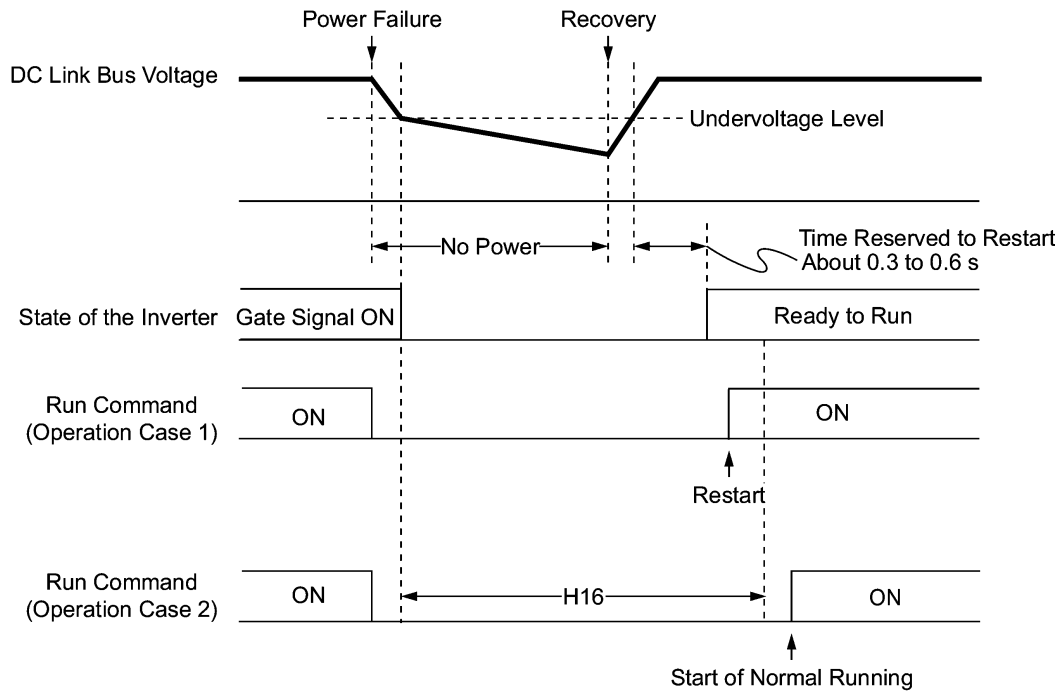 Power Failure
Recovery
DC Link Bus Voltage
Undervoltage Level
No Power
Time Reserved to Restart
About 0.3 to 0.6 s
State of the Inverter
Gate Signal ON
Ready to Run
Run Command
(Operation Case 1)
ON
ON
Restart
Run Command
(Operation Case 2)
ON
H16
ON
Start of Normal Running